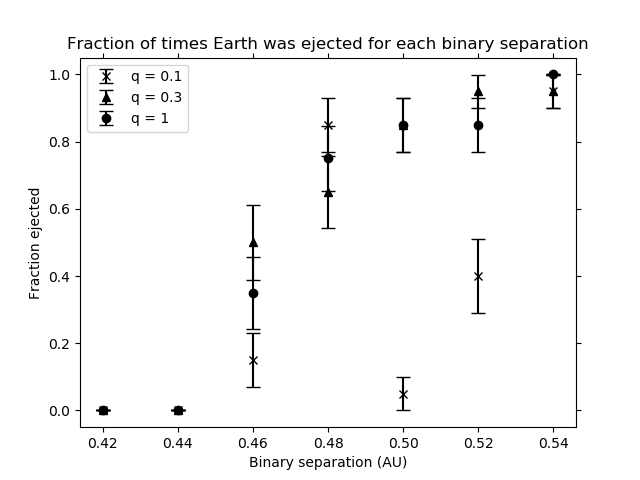 Fraction of times Earth was ejected for each binary separation
q = 0.1
q = 0.3
q = 1
1.0
0.8
0.6
0.4
0.2
0.0
Fraction ejected
0.42 0.44 0.46 0.48 0.50 0.52 0.54
Binary separation (AU)